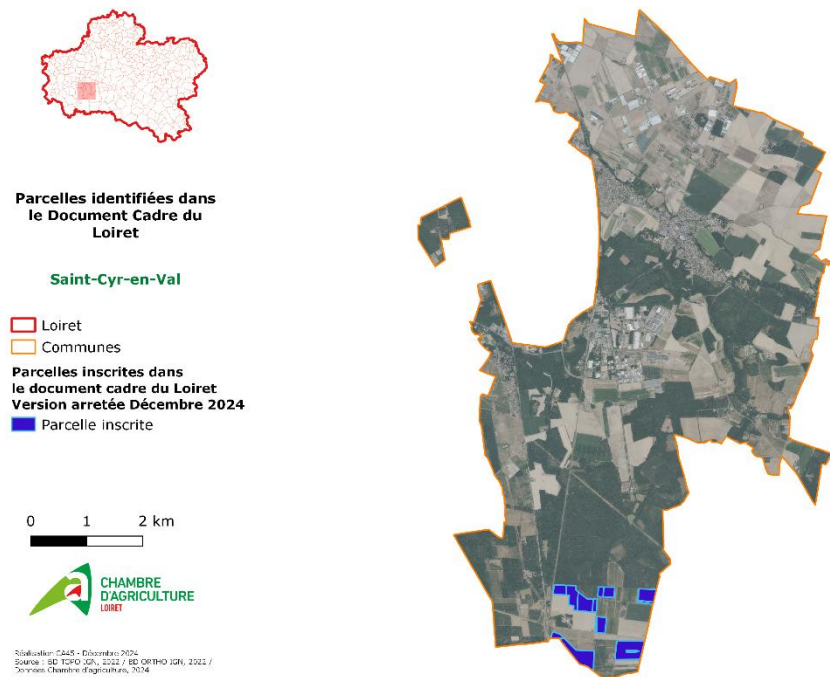 Parcelles identifiées dans
le Document Cadre du
Loiret
Saint-Cyr-en-Val
Loiret
Communes
Parcelles inscrites dans
le document cadre du Loiret
Version arretée Décembre 2024
Parcelle inscrite
0 1 2 km
CHAMBRE
D'AGRICULTURE
LOIRET
Réalisation CA45 - Décembre 2024
Source : BD TOPO IGN, 2022 / BD ORTHO IGN, 2022 /
Données Chambre d'agriculture, 2024